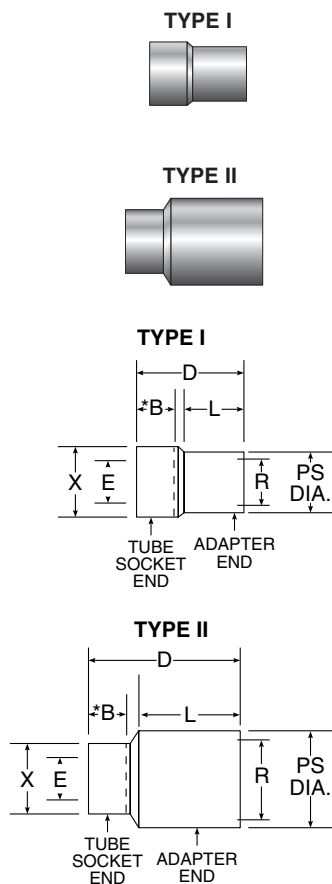 TYPE I
TYPE II
TYPE I
D
*B
L
X
E
R
PS
DIA.
TUBE
SOCKET
END
ADAPTER
END
TYPE II
D
*B
L
X
E
R
PS
DIA.
TUBE
SOCKET
END
ADAPTER
END